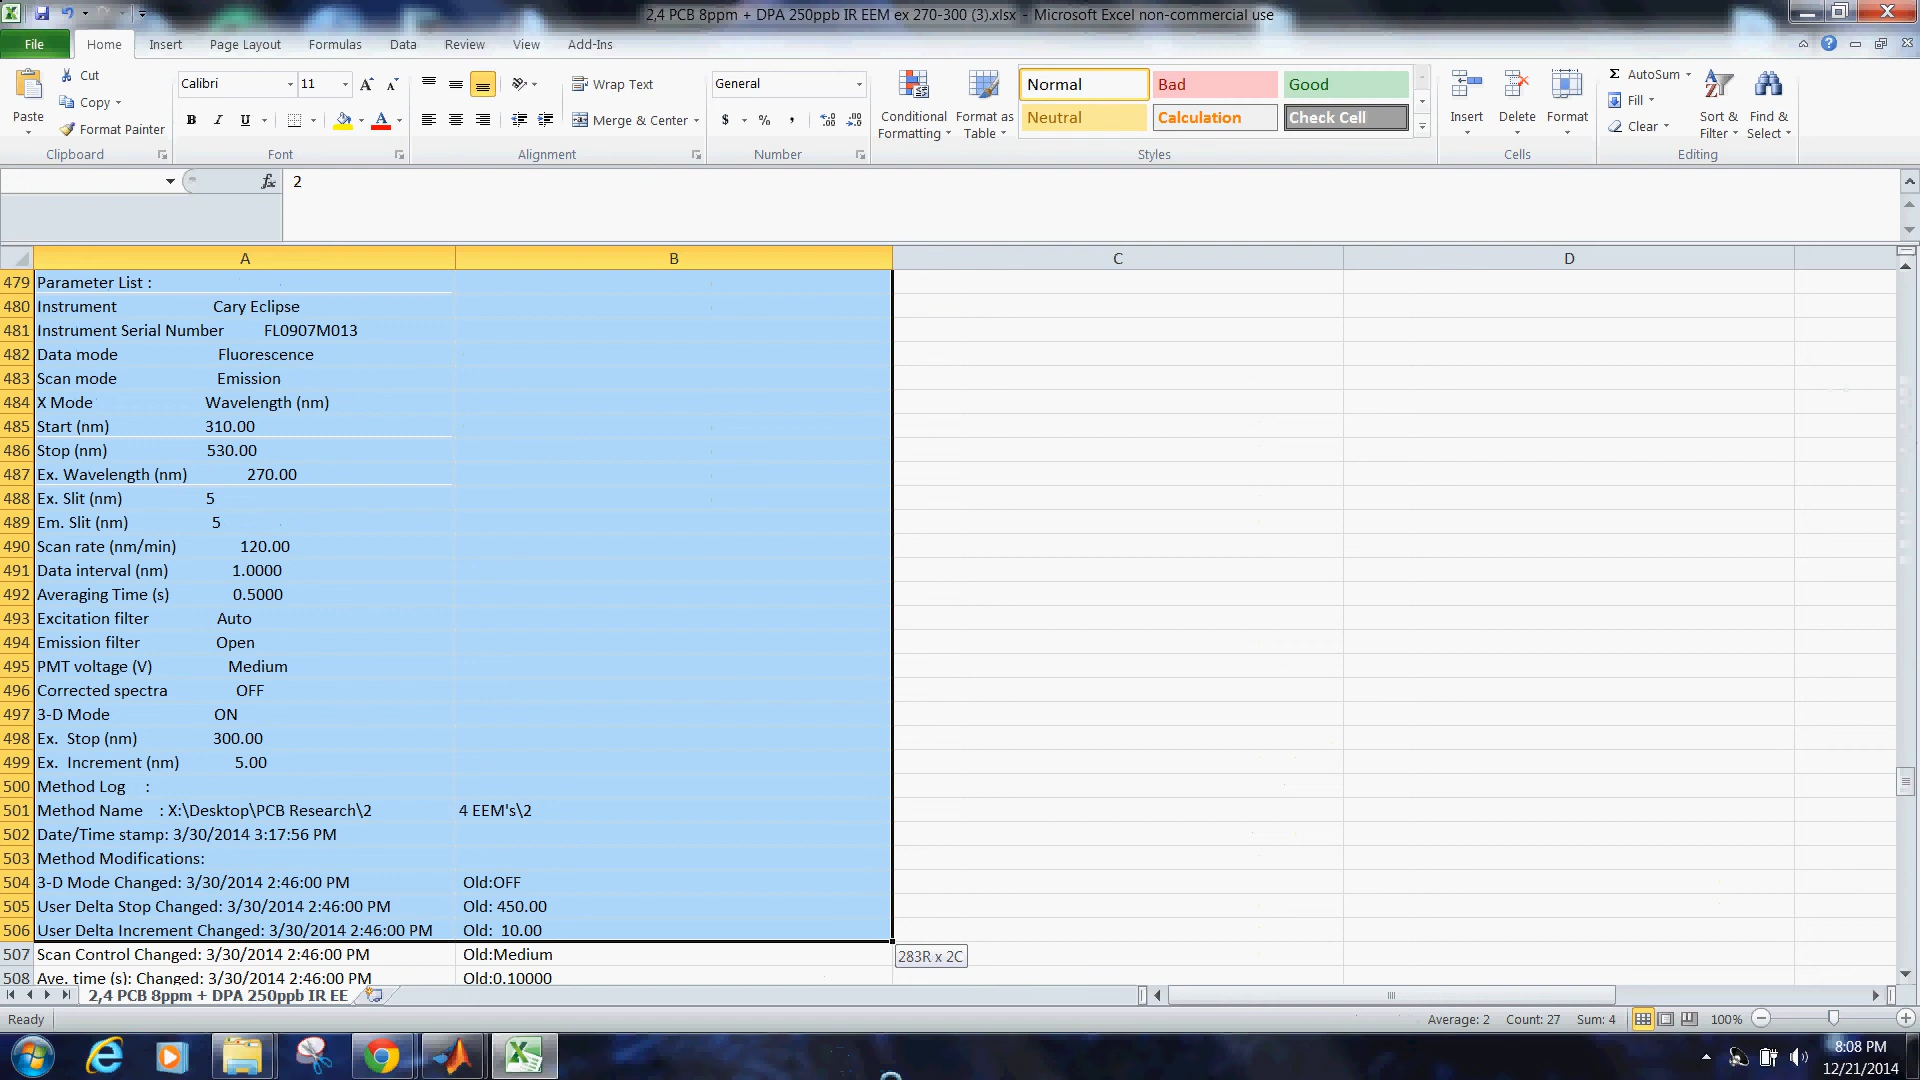 2,4 PCB 8ppm + DPA 250ppb IR EEM ex 270-300 (3).xlsx - Microsoft Excel non-commercial use
File Home Insert Page Layout Formulas Data Review View Add-Ins
Paste
Cut
Copy
Format Painter
Clipboard
Calibri 11
B I U
Font
Wrap Text
Merge & Center
Alignment
General
$ % ,
Number
Conditional Formatting
Format as Table
Normal Bad Good
Neutral Calculation Check Cell
Styles
Insert Delete Format
Cells
AutoSum
Fill
Clear
Sort & Filter
Find & Select
Editing
fx 2
A B C D
479 Parameter List :
480 Instrument Cary Eclipse
481 Instrument Serial Number FL0907M013
482 Data mode Fluorescence
483 Scan mode Emission
484 X Mode Wavelength (nm)
485 Start (nm) 310.00
486 Stop (nm) 530.00
487 Ex. Wavelength (nm) 270.00
488 Ex. Slit (nm) 5
489 Em. Slit (nm) 5
490 Scan rate (nm/min) 120.00
491 Data interval (nm) 1.0000
492 Averaging Time (s) 0.5000
493 Excitation filter Auto
494 Emission filter Open
495 PMT voltage (V) Medium
496 Corrected spectra OFF
497 3-D Mode ON
498 Ex. Stop (nm) 300.00
499 Ex. Increment (nm) 5.00
500 Method Log :
501 Method Name : X:\Desktop\PCB Research\2 4 EEM's\2
502 Date/Time stamp: 3/30/2014 3:17:56 PM
503 Method Modifications:
504 3-D Mode Changed: 3/30/2014 2:46:00 PM Old:OFF
505 User Delta Stop Changed: 3/30/2014 2:46:00 PM Old: 450.00
506 User Delta Increment Changed: 3/30/2014 2:46:00 PM Old: 10.00
507 Scan Control Changed: 3/30/2014 2:46:00 PM Old:Medium
283R x 2C
508 Ave. time (s): Changed: 3/30/2014 2:46:00 PM Old:0.10000
2,4 PCB 8ppm + DPA 250ppb IR EE
Ready Average: 2 Count: 27 Sum: 4 100%
8:08 PM
12/21/2014